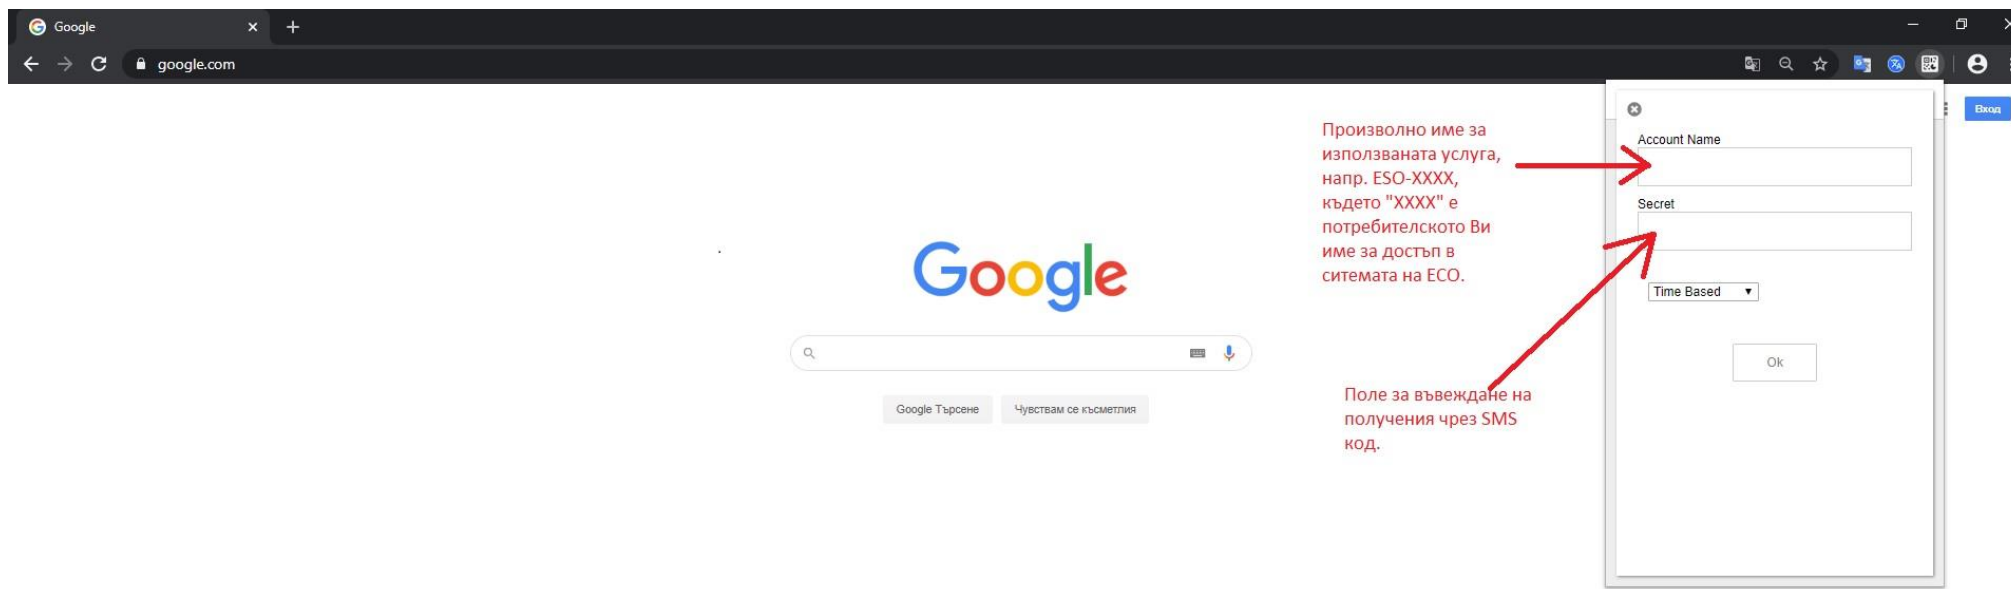 Google
google.com
Вход
Произволно име за
използваната услуга,
напр. ESO-XXXX,
където "XXXX" е
потребителското Ви
име за достъп в
ситемата на ЕСО.
Account Name
Secret
Time Based
Ok
Google
Google Търсене
Чувствам се късметлия
Поле за въвеждане на
получения чрез SMS
код.